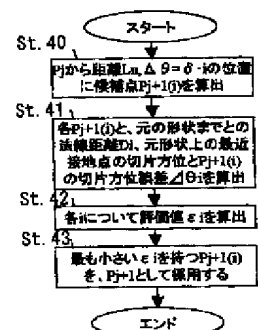 スタート
St. 40
Pjから距離Ln,Δθ=δ·iの位置
に候補点Pj+1(i)を算出
St. 41
各Pj+1(i)と、元の形状までとの
法線距離Di、元形状上の最近
接地点の切片方位とPj+1(i)
の切片方位誤差⊿Θiを算出
St. 42
各iについて評価値εiを算出
St. 43
最も小さいεiを持つPj+1(i)
を、Pj+1として採用する
エンド